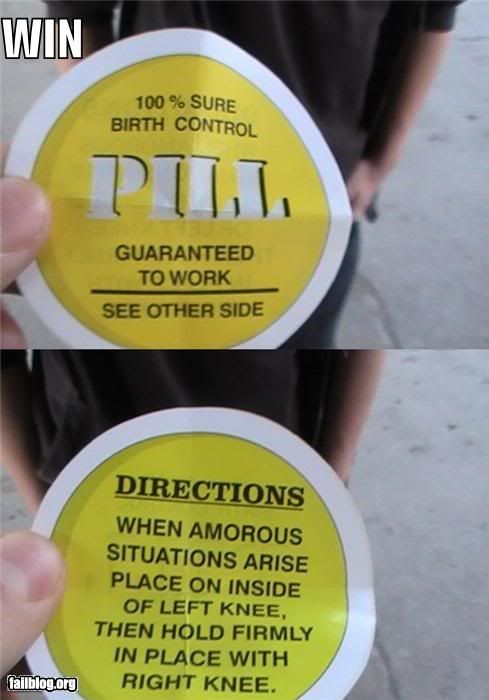 WIN
100 % SURE
BIRTH CONTROL
PILL
GUARANTEED
TO WORK
SEE OTHER SIDE
DIRECTIONS
WHEN AMOROUS
SITUATIONS ARISE
PLACE ON INSIDE
OF LEFT KNEE,
THEN HOLD FIRMLY
IN PLACE WITH
RIGHT KNEE.
failblog.org